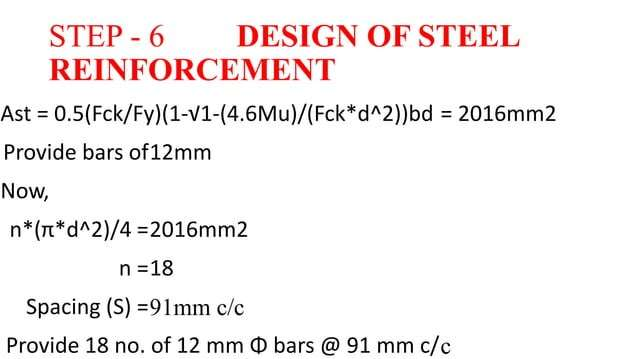 STEP - 6 DESIGN OF STEEL
REINFORCEMENT
Ast = 0.5(Fck/Fy)(1-√1-(4.6Mu)/(Fck*d^2))bd = 2016mm2
Provide bars of12mm
Now,
n*(π*d^2)/4 =2016mm2
n =18
Spacing (S) =91mm c/c
Provide 18 no. of 12 mm Φ bars @ 91 mm c/c